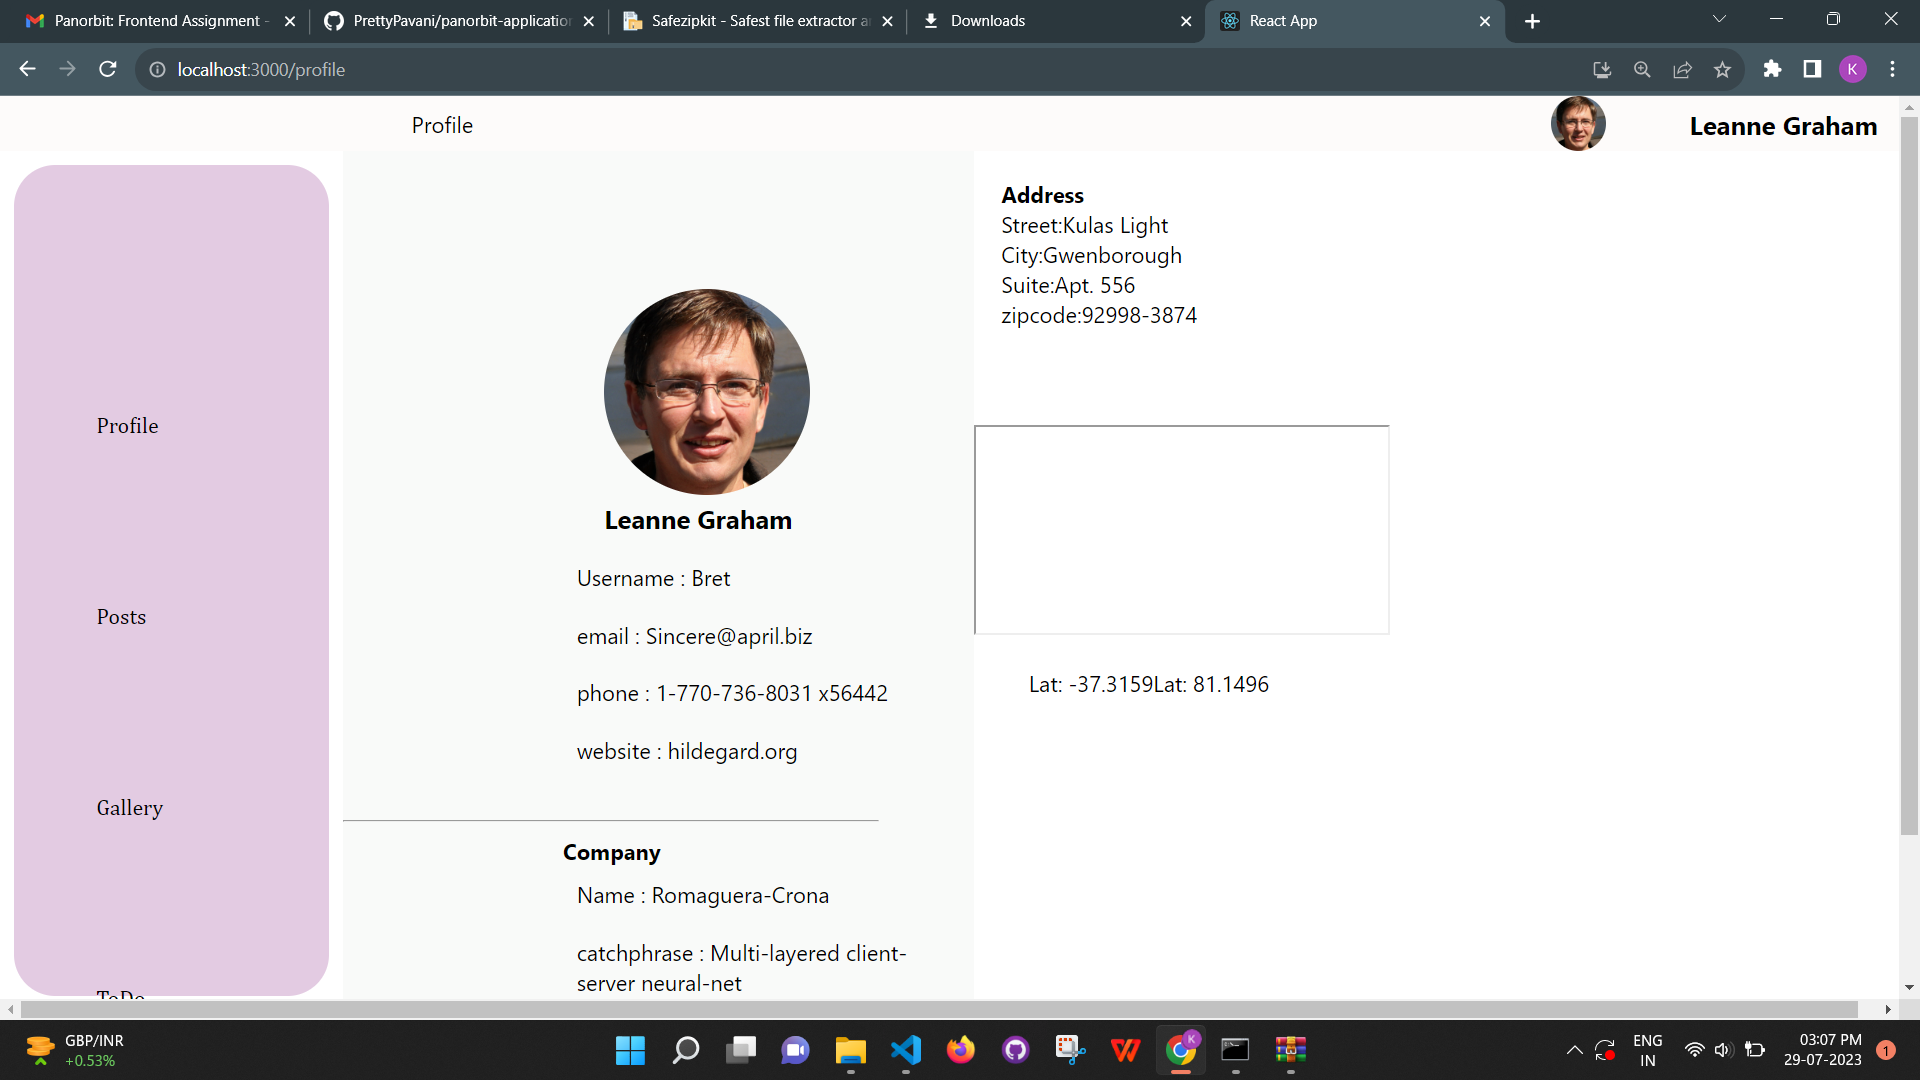 Panorbit: Frontend Assignment -
PrettyPavani/panorbit-application
Safezipkit - Safest file extractor a
Downloads
React App
localhost:3000/profile
K
Profile
Leanne Graham
Profile
Posts
Gallery
ToDo
Leanne Graham
Username : Bret
email : Sincere@april.biz
phone : 1-770-736-8031 x56442
website : hildegard.org
Company
Name : Romaguera-Crona
catchphrase : Multi-layered client-
server neural-net
Address
Street:Kulas Light
City:Gwenborough
Suite:Apt. 556
zipcode:92998-3874
Lat: -37.3159Lat: 81.1496
GBP/INR
+0.53%
K
ENG
IN
03:07 PM
29-07-2023
1